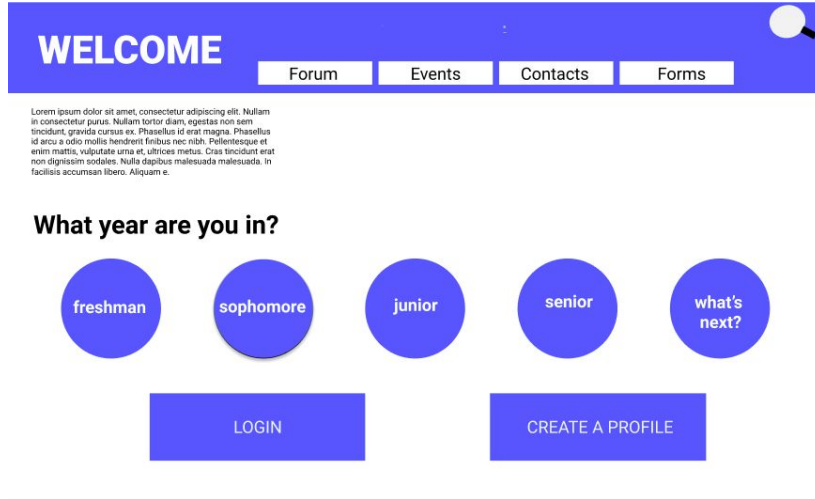 WELCOME
Forum Events Contacts Forms
Lorem ipsum dolor sit amet, consectetur adipiscing elit. Nullam
in consectetur purus. Nullam tortor diam, egestas non sem
tincidunt, gravida cursus ex. Phasellus id erat magna. Phasellus
id arcu a odio mollis hendrerit finibus nec nibh. Pellentesque et
enim mattis, vulputate urna et, ultrices metus. Cras tincidunt erat
non dignissim sodales. Nulla dapibus malesuada malesuada. In
facilisis accumsan libero. Aliquam e.
What year are you in?
freshman
sophomore
junior
senior
what's
next?
LOGIN
CREATE A PROFILE